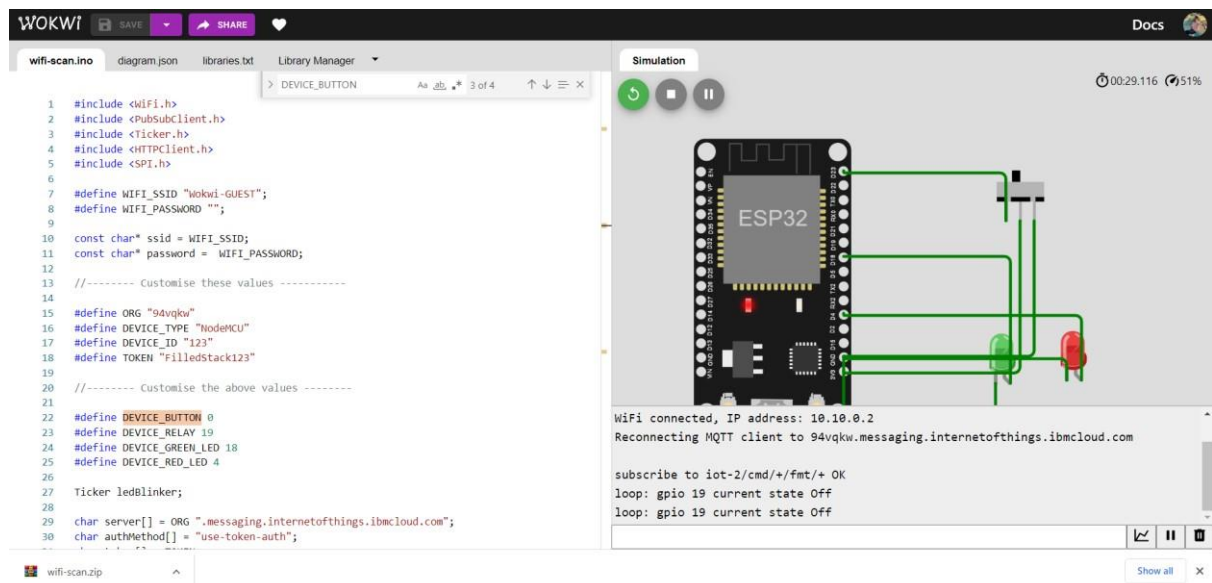 WOKWI SAVE SHARE Docs
wifi-scan.ino diagram.json libraries.txt Library Manager
DEVICE_BUTTON Aa ab .* 3 of 4
1 #include <WiFi.h>
2 #include <PubSubClient.h>
3 #include <Ticker.h>
4 #include <HTTPClient.h>
5 #include <SPI.h>
6
7 #define WIFI_SSID "Wokwi-GUEST";
8 #define WIFI_PASSWORD "";
9
10 const char* ssid = WIFI_SSID;
11 const char* password =  WIFI_PASSWORD;
12
13 //-------- Customise these values -----------
14
15 #define ORG "94vqkw"
16 #define DEVICE_TYPE "NodeMCU"
17 #define DEVICE_ID "123"
18 #define TOKEN "FilledStack123"
19
20 //-------- Customise the above values --------
21
22 #define DEVICE_BUTTON 0
23 #define DEVICE_RELAY 19
24 #define DEVICE_GREEN_LED 18
25 #define DEVICE_RED_LED 4
26
27 Ticker ledBlinker;
28
29 char server[] = ORG ".messaging.internetofthings.ibmcloud.com";
30 char authMethod[] = "use-token-auth";
Simulation
00:29.116 51%
ESP32
WiFi connected, IP address: 10.10.0.2
Reconnecting MQTT client to 94vqkw.messaging.internetofthings.ibmcloud.com
subscribe to iot-2/cmd/+/fmt/+ OK
loop: gpio 19 current state Off
loop: gpio 19 current state Off
wifi-scan.zip
Show all